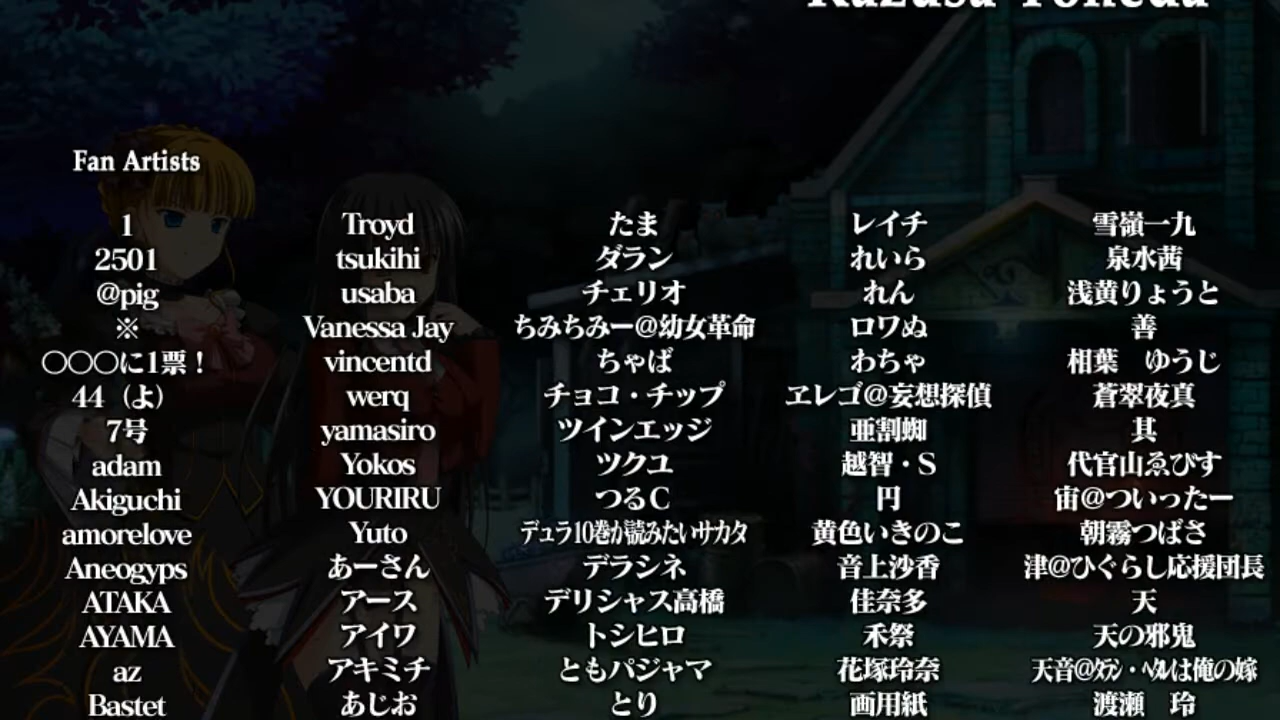 Kazusa Yoneda
Fan Artists
1 Troyd たま レイチ 雪嶺一九
2501 tsukihi ダラン れいら 泉水茜
@pig usaba チェリオ れん 浅黄りょうと
※ Vanessa Jay ちみちみー@幼女革命 ロワぬ 善
○○○に1票！ vincentd ちゃば わちゃ 相葉　ゆうじ
44（よ） werq チョコ・チップ ヱレゴ@妄想探偵 蒼翠夜真
7号 yamasiro ツインエッジ 亜割蜘 其
adam Yokos ツクユ 越智・S 代官山ゑびす
Akiguchi YOURIRU つるC 円 宙@ついったー
amorelove Yuto デュラ10巻が読みたいサカタ 黄色いきのこ 朝霧つばさ
Aneogyps あーさん デラシネ 音上沙香 津@ひぐらし応援団長
ATAKA アース デリシャス高橋 佳奈多 天
AYAMA アイワ トシヒロ 禾祭 天の邪鬼
az アキミチ ともパジャマ 花塚玲奈 天音@ﾀﾗﾝ・ﾍﾙは俺の嫁
Bastet あじお とり 画用紙 渡瀬　玲